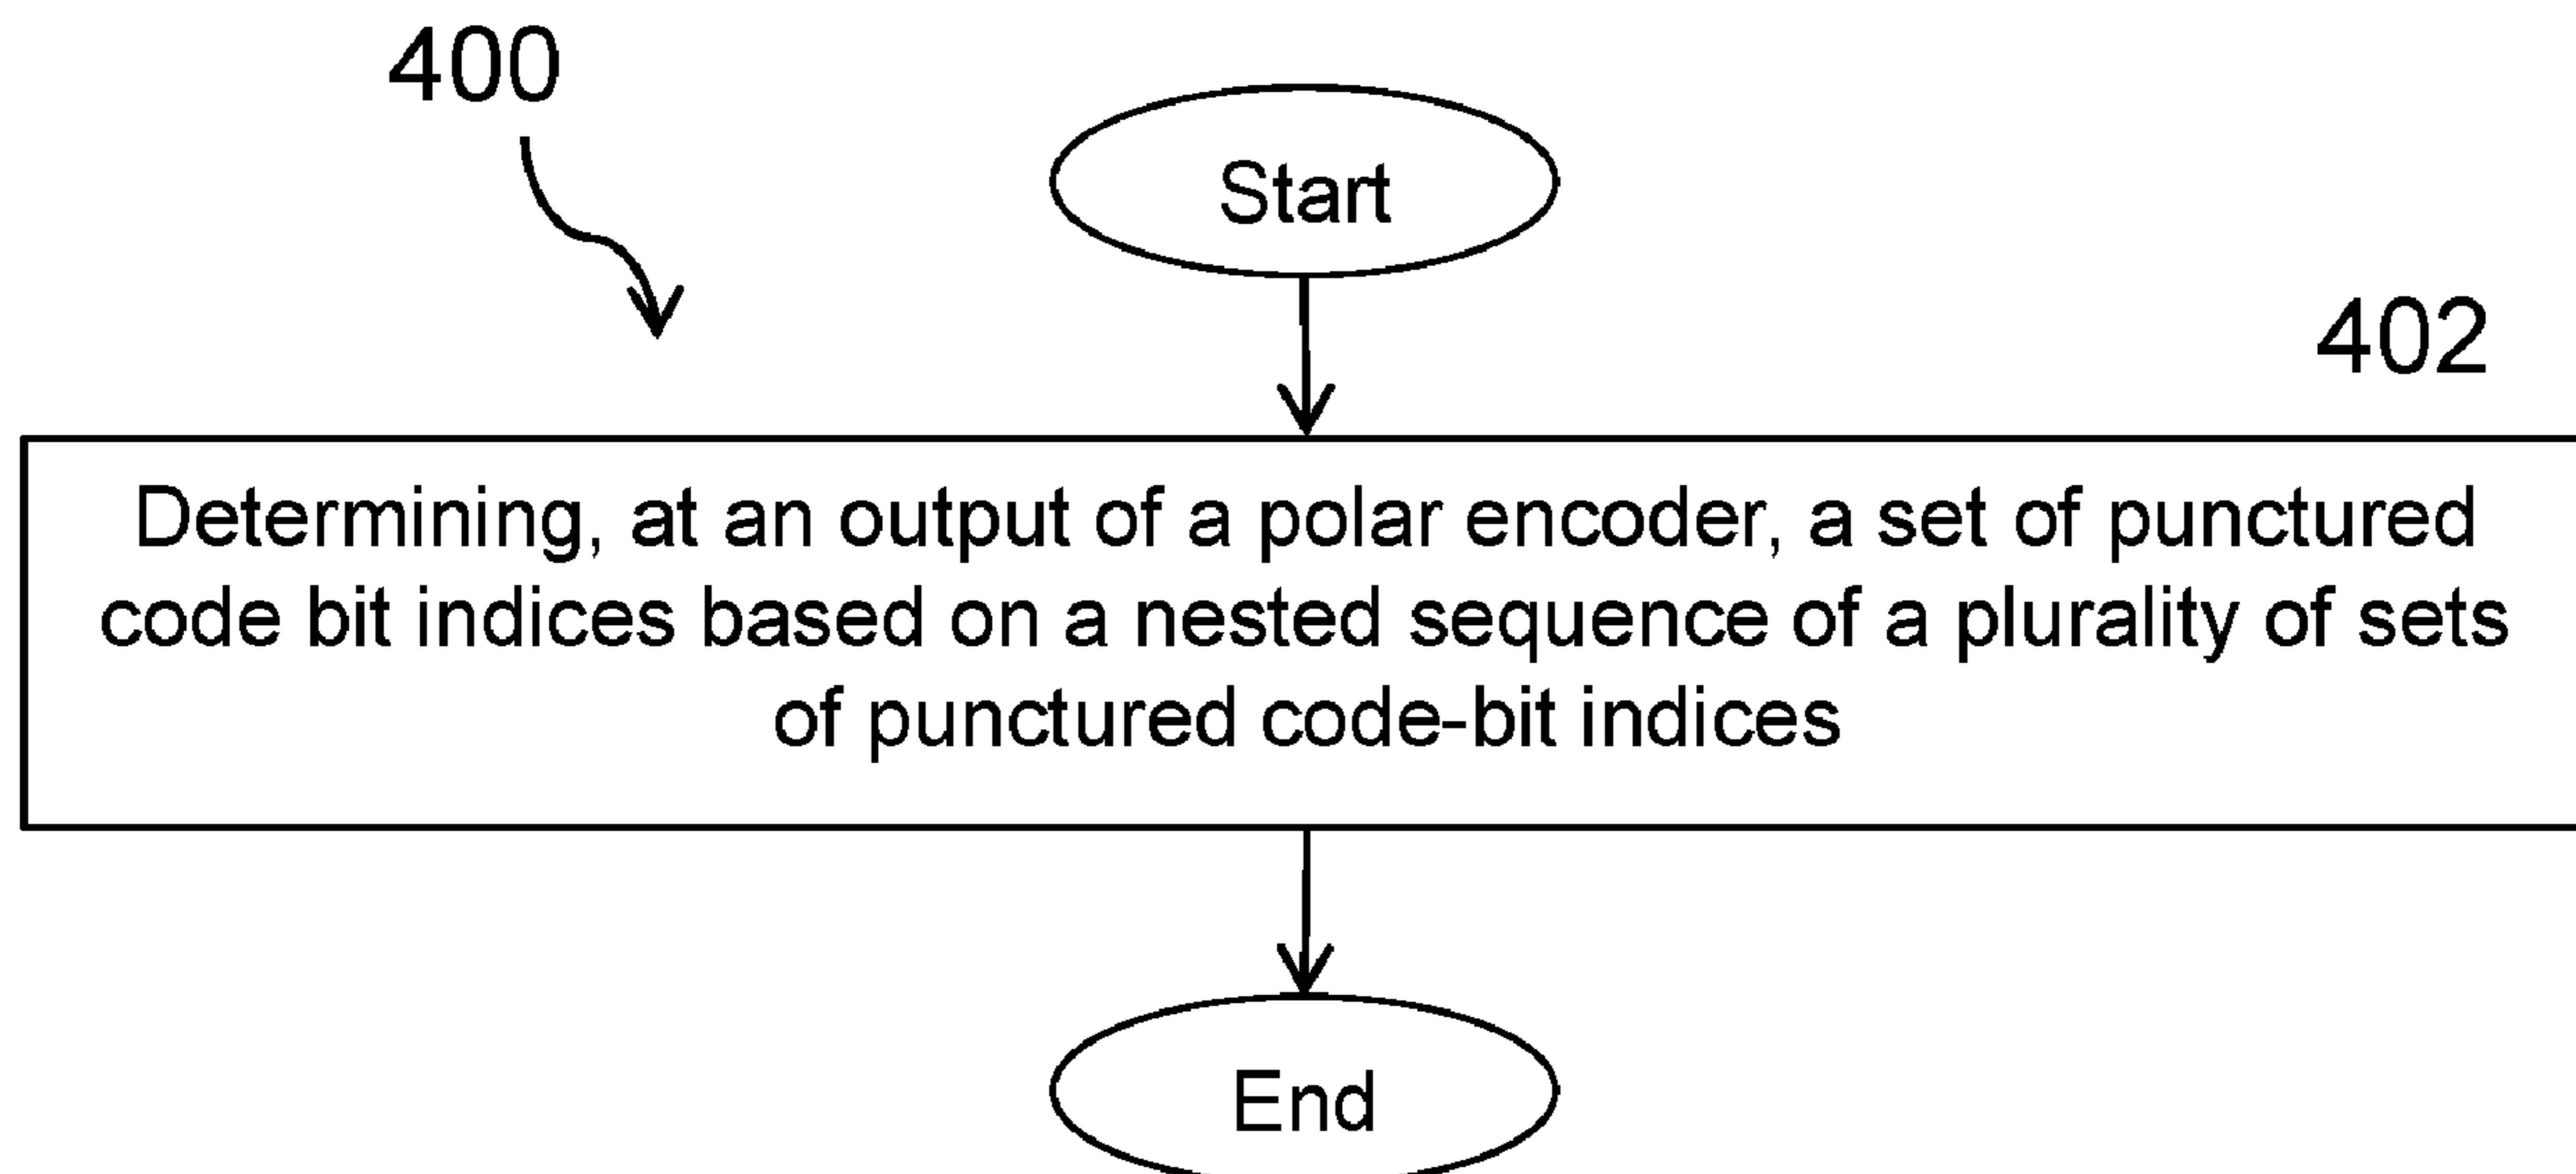 400
Start
402
Determining, at an output of a polar encoder, a set of punctured
code bit indices based on a nested sequence of a plurality of sets
of punctured code-bit indices
End